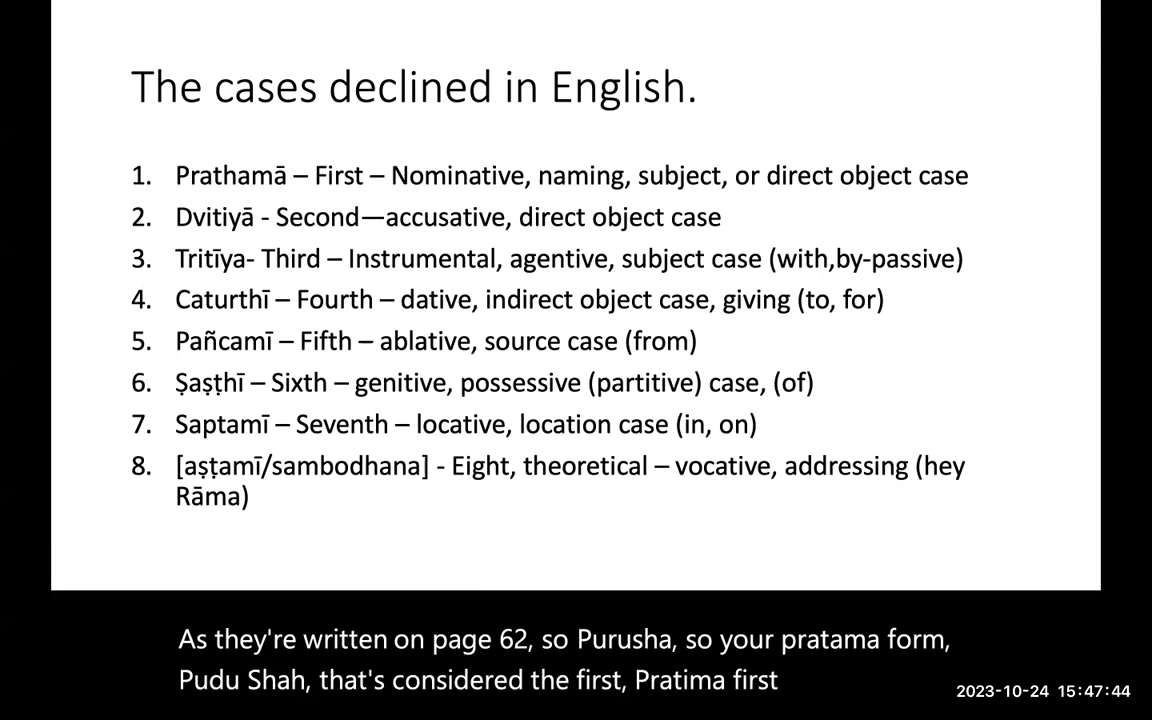 The cases declined in English.
1. Prathamā – First – Nominative, naming, subject, or direct object case
2. Dvitiyā - Second—accusative, direct object case
3. Tritīya- Third – Instrumental, agentive, subject case (with,by-passive)
4. Caturthī – Fourth – dative, indirect object case, giving (to, for)
5. Pañcamī – Fifth – ablative, source case (from)
6. Ṣaṣṭhī – Sixth – genitive, possessive (partitive) case, (of)
7. Saptamī – Seventh – locative, location case (in, on)
8. [aṣṭamī/sambodhana] - Eight, theoretical – vocative, addressing (hey
Rāma)
As they're written on page 62, so Purusha, so your pratama form,
Pudu Shah, that's considered the first, Pratima first
2023-10-24 15:47:44